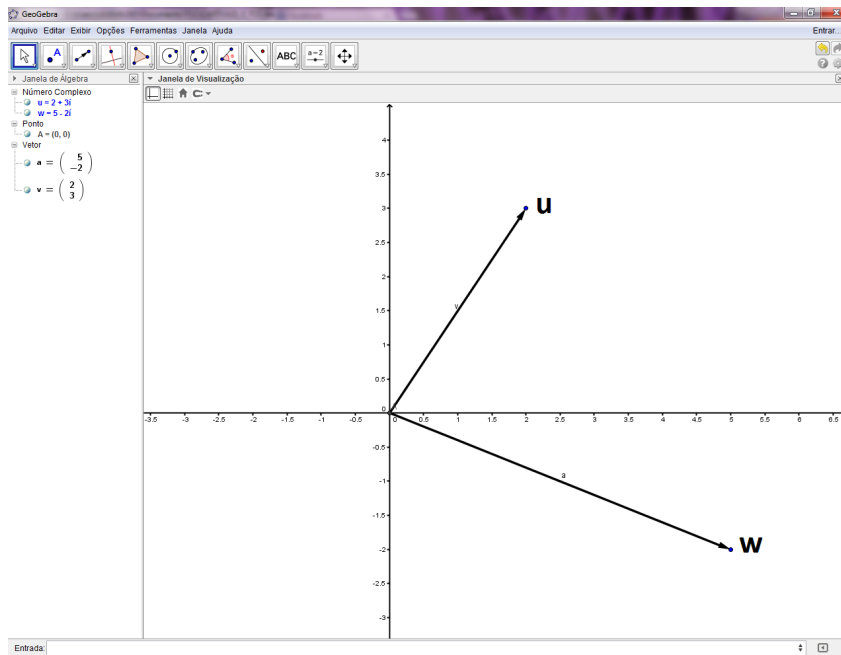 GeoGebra
Arquivo Editar Exibir Opções Ferramentas Janela Ajuda
Entrar...
A
ABC
a=2
Janela de Álgebra
Número Complexo
u = 2 + 3í
w = 5 - 2í
Ponto
A = (0, 0)
Vetor
a = ( 5
-2 )
v = ( 2
3 )
Janela de Visualização
4
3.5
3
2.5
2
1.5
1
0.5
0
-0.5
-1
-1.5
-2
-2.5
-3
-3.5 -3 -2.5 -2 -1.5 -1 -0.5 0 0.5 1 1.5 2 2.5 3 3.5 4 4.5 5 5.5 6 6.5
u
v
a
w
Entrada: